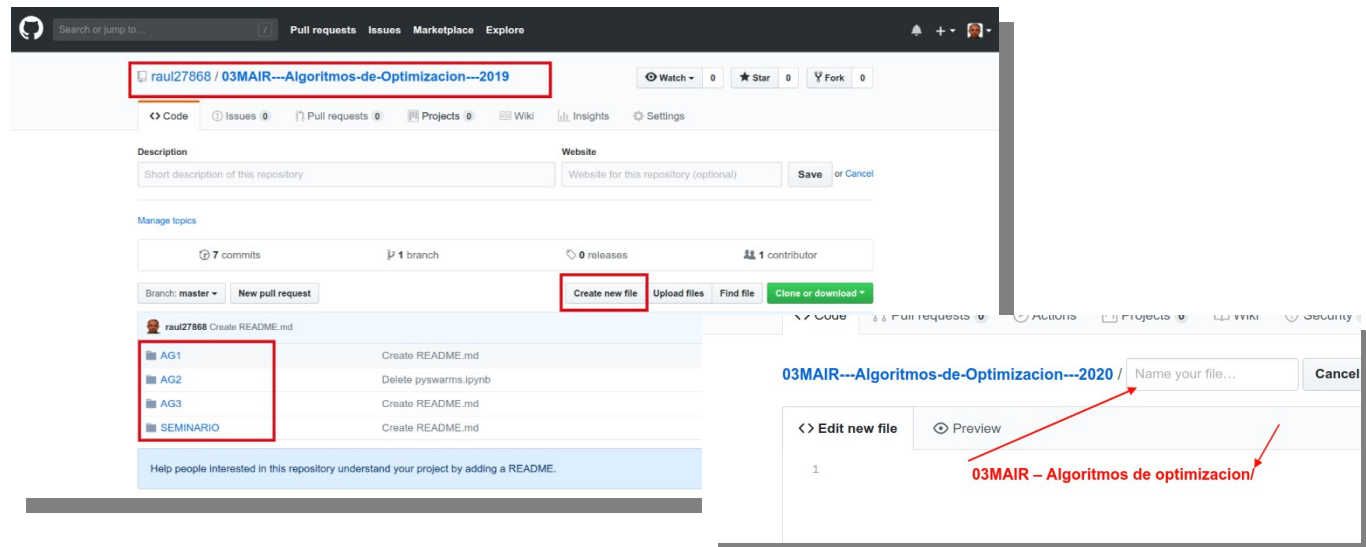 Search or jump to... / Pull requests Issues Marketplace Explore
raul27868 / 03MAIR---Algoritmos-de-Optimizacion---2019
Watch 0 Star 0 Fork 0
Code Issues 0 Pull requests 0 Projects 0 Wiki Insights Settings
Description Website
Short description of this repository Website for this repository (optional) Save or Cancel
Manage topics
7 commits 1 branch 0 releases 1 contributor
Branch: master New pull request Create new file Upload files Find file Clone or download
raul27868 Create README.md
AG1 Create README.md
AG2 Delete pyswarms.ipynb
AG3 Create README.md
SEMINARIO Create README.md
Help people interested in this repository understand your project by adding a README.
Code Pull requests 0 Actions Projects 0 Wiki Security
03MAIR---Algoritmos-de-Optimizacion---2020 / Name your file... Cancel
<> Edit new file Preview
1
03MAIR – Algoritmos de optimizacion/